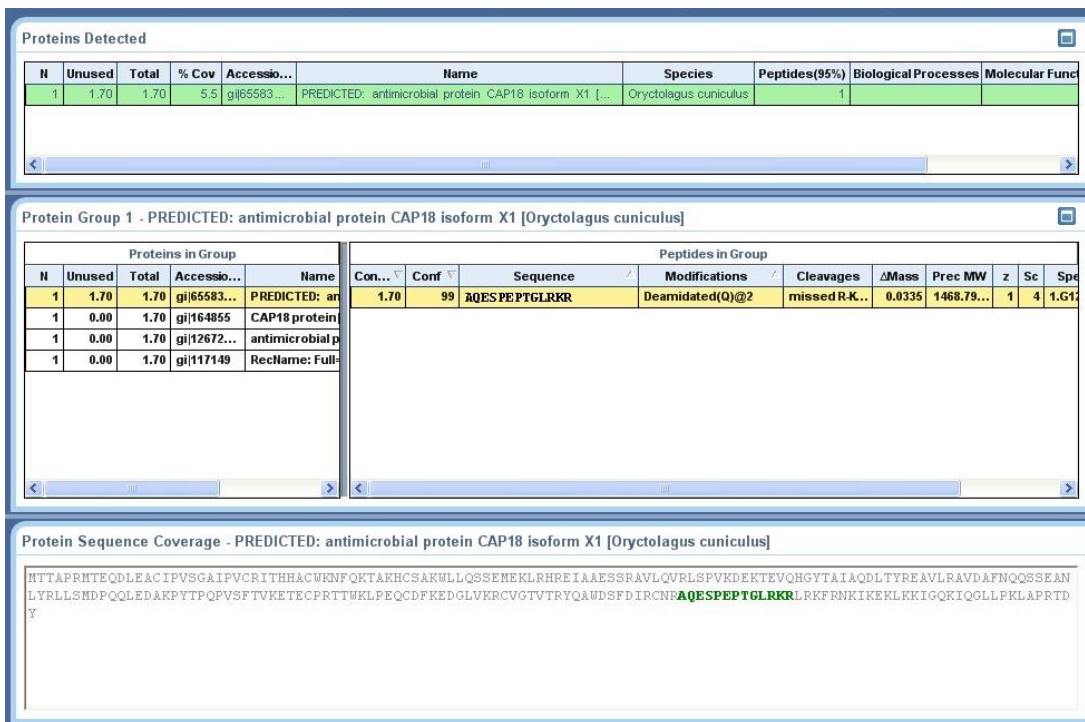 Proteins Detected
N Unused Total % Cov Accessio... Name Species Peptides(95%) Biological Processes Molecular Funct
1 1.70 1.70 5.5 gi|65583... PREDICTED: antimicrobial protein CAP18 isoform X1 [... Oryctolagus cuniculus 1
Protein Group 1 - PREDICTED: antimicrobial protein CAP18 isoform X1 [Oryctolagus cuniculus]
Proteins in Group Peptides in Group
N Unused Total Accessio... Name Con... Conf Sequence Modifications Cleavages ΔMass Prec MW z Sc Spe
1 1.70 1.70 gi|65583... PREDICTED: an 1.70 99 AQESPEPTGLRKR Deamidated(Q)@2 missed R-K... 0.0335 1468.79... 1 4 1.G12
1 0.00 1.70 gi|164855 CAP18 protein
1 0.00 1.70 gi|12672... antimicrobial p
1 0.00 1.70 gi|117149 RecName: Full=
Protein Sequence Coverage - PREDICTED: antimicrobial protein CAP18 isoform X1 [Oryctolagus cuniculus]
MTTAPRMTEQDLEACIPVSGAIPVCRITHHACWKNFQKTAKHCSAKWLLQSSEMEKLRHREIAAESSRAVLQVRLSPVKDEKTEVQHGYTAIAQDLTYREAVLRAVDAFNQQSSEAN
LYRLLSMDPQQLEDAKPYTPQPVSFTVKETECPRTTWKLPEQCDFKEDGLVKRCVGTVTRYQAWDSFDIRCNRAQESPEPTGLRKRLRKFRNKIKEKLKKIGQKIQGLLPKLAPRTD
Y